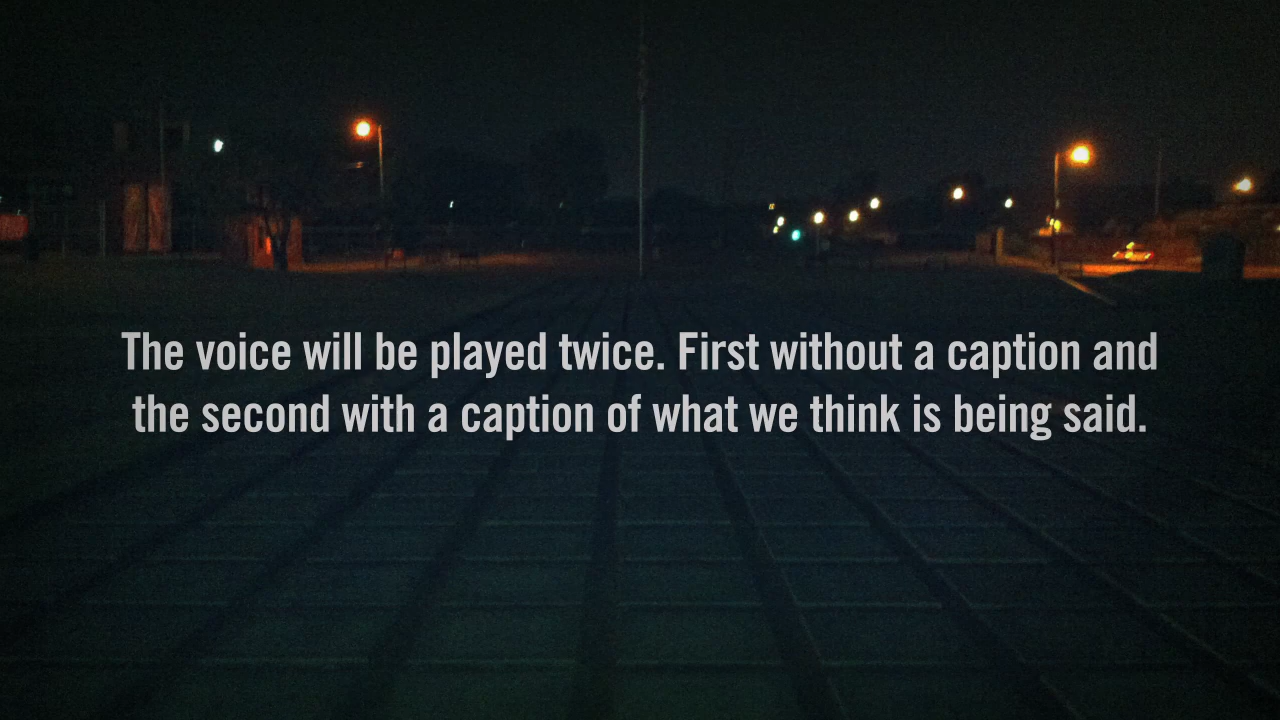 The voice will be played twice. First without a caption and
the second with a caption of what we think is being said.